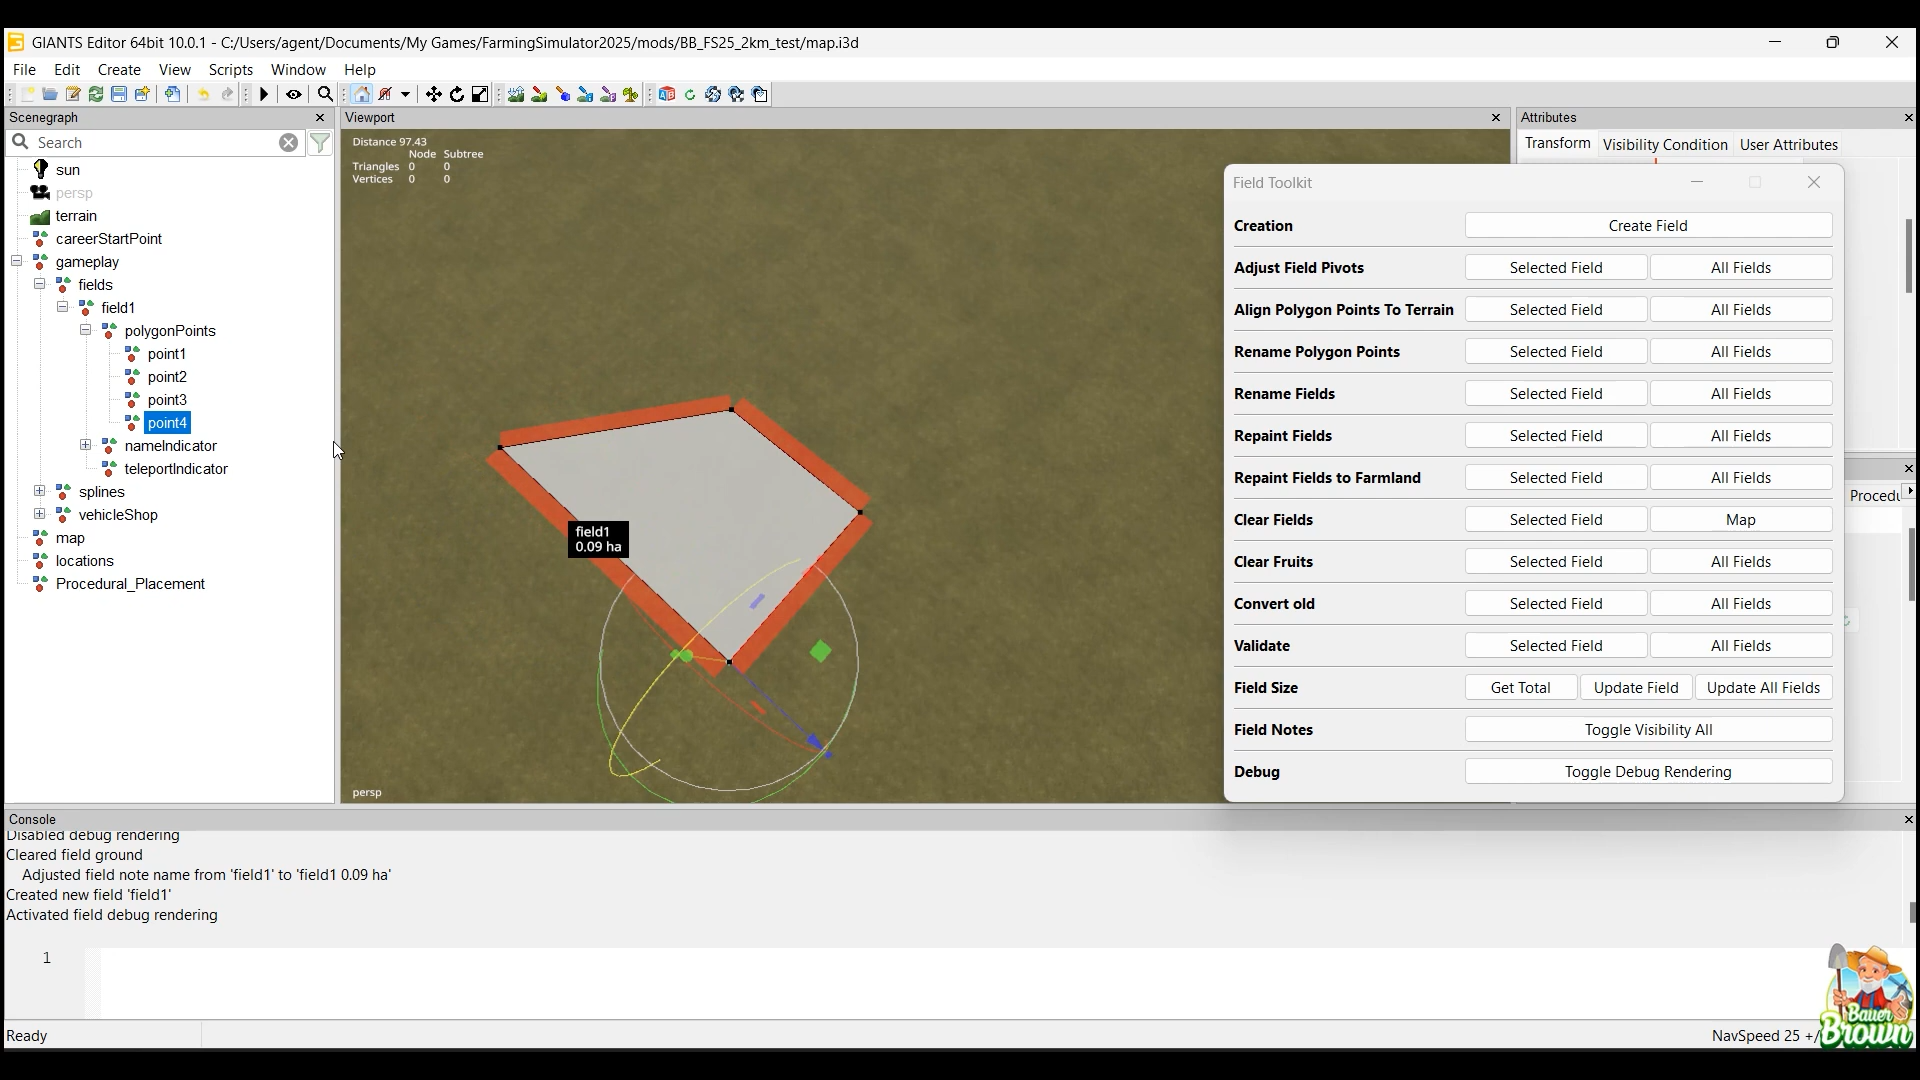 GIANTS Editor 64bit 10.0.1 - C:/Users/agent/Documents/My Games/FarmingSimulator2025/mods/BB_FS25_2km_test/map.i3d
File Edit Create View Scripts Window Help
Scenegraph
Search
sun
persp
terrain
careerStartPoint
gameplay
fields
field1
polygonPoints
point1
point2
point3
point4
nameIndicator
teleportIndicator
splines
vehicleShop
map
locations
Procedural_Placement
Viewport
Distance 97.43
Node Subtree
Triangles 0 0
Vertices 0 0
field1
0.09 ha
persp
Attributes
Transform Visibility Condition User Attributes
Field Toolkit
Creation Create Field
Adjust Field Pivots Selected Field All Fields
Align Polygon Points To Terrain Selected Field All Fields
Rename Polygon Points Selected Field All Fields
Rename Fields Selected Field All Fields
Repaint Fields Selected Field All Fields
Repaint Fields to Farmland Selected Field All Fields
Clear Fields Selected Field Map
Clear Fruits Selected Field All Fields
Convert old Selected Field All Fields
Validate Selected Field All Fields
Field Size Get Total Update Field Update All Fields
Field Notes Toggle Visibility All
Debug Toggle Debug Rendering
Procedu
Console
Disabled debug rendering
Cleared field ground
Adjusted field note name from 'field1' to 'field1 0.09 ha'
Created new field 'field1'
Activated field debug rendering
1
Ready
NavSpeed 25 +/
Bauer
Brown